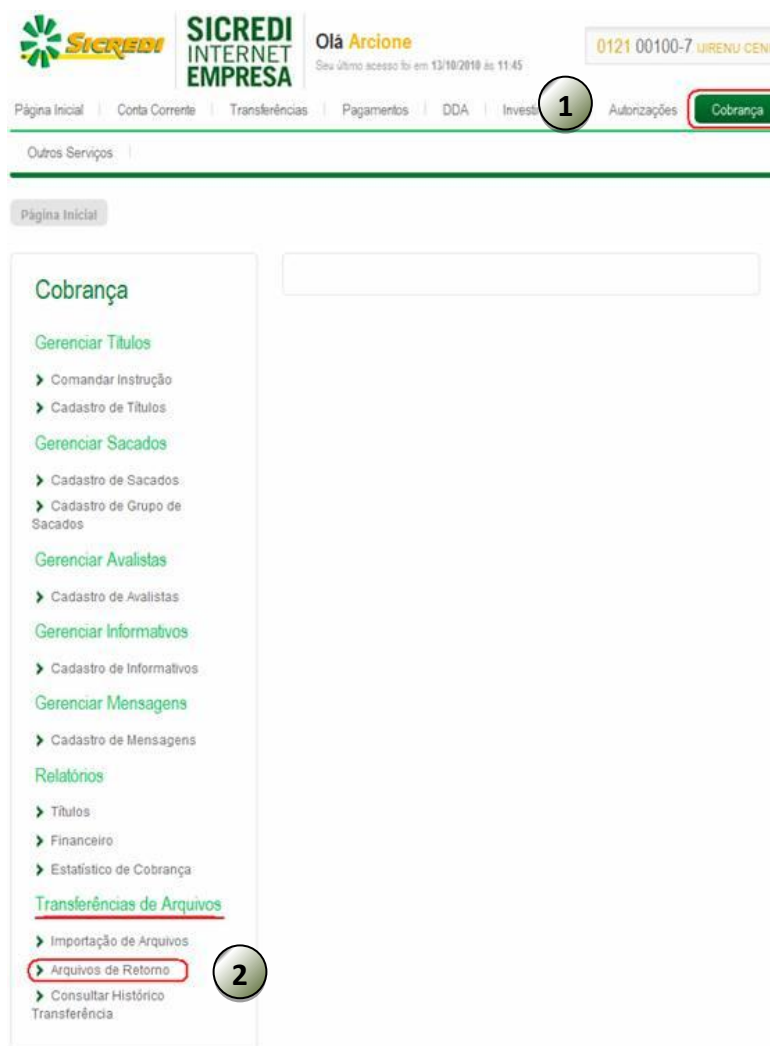 SICREDI
SICREDI
INTERNET
EMPRESA
Olá Arcione
Seu último acesso foi em 13/10/2010 às 11:45
0121 00100-7
Página Inicial
Conta Corrente
Transferências
Pagamentos
DDA
1
Autorizações
Cobrança
Outros Serviços
Página Inicial
Cobrança
Gerenciar Títulos
Comandar Instrução
Cadastro de Títulos
Gerenciar Sacados
Cadastro de Sacados
Cadastro de Grupo de
Sacados
Gerenciar Avalistas
Cadastro de Avalistas
Gerenciar Informativos
Cadastro de Informativos
Gerenciar Mensagens
Cadastro de Mensagens
Relatórios
Títulos
Financeiro
Estatístico de Cobrança
Transferências de Arquivos
Importação de Arquivos
Arquivos de Retorno
2
Consultar Histórico
Transferência